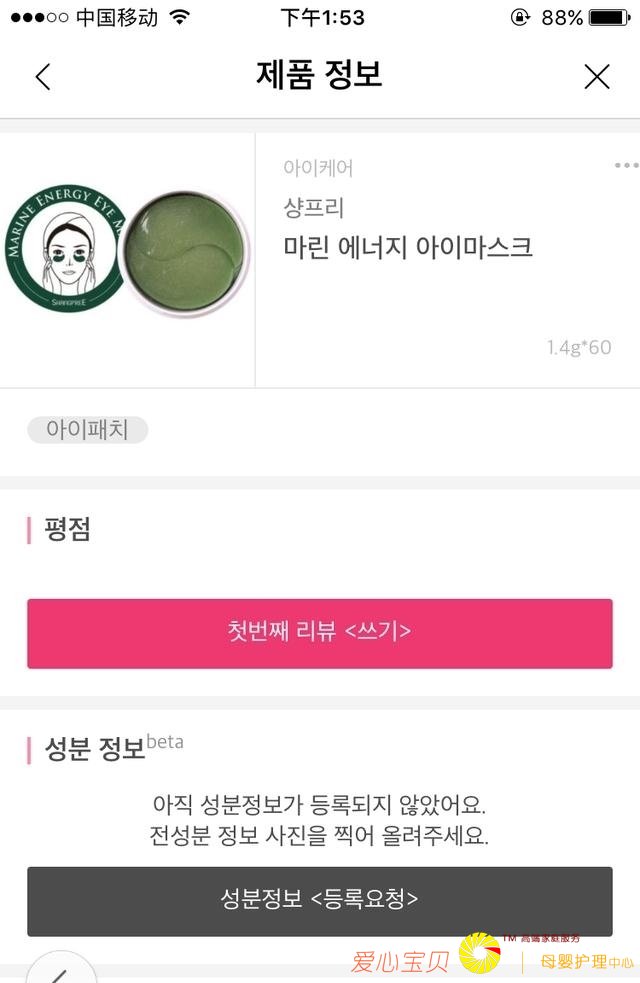 中国移动 下午1:53 88%
제품 정보
아이케어
샹프리
마린 에너지 아이마스크
1.4g*60
MARINE ENERGY EYE M
SHANGPREE
아이패치
평점
첫번째 리뷰 <쓰기>
성분 정보beta
아직 성분정보가 등록되지 않았어요.
전성분 정보 사진을 찍어 올려주세요.
성분정보 <등록요청>
爱心宝贝 TM 高端家庭服务
母婴护理中心